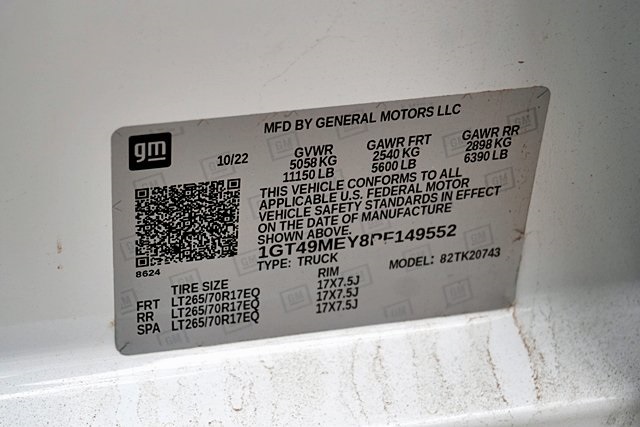 MFD BY GENERAL MOTORS LLC
gm
10/22
GVWR GAWR FRT GAWR RR
5058 KG 2540 KG 2898 KG
11150 LB 5600 LB 6390 LB
THIS VEHICLE CONFORMS TO ALL
APPLICABLE U.S. FEDERAL MOTOR
VEHICLE SAFETY STANDARDS IN EFFECT
ON THE DATE OF MANUFACTURE
SHOWN ABOVE.
8624
TYPE: TRUCK MODEL: 82TK20743
TIRE SIZE RIM
FRT LT265/70R17EQ 17X7.5J
RR LT265/70R17EQ 17X7.5J
SPA LT265/70R17EQ 17X7.5J